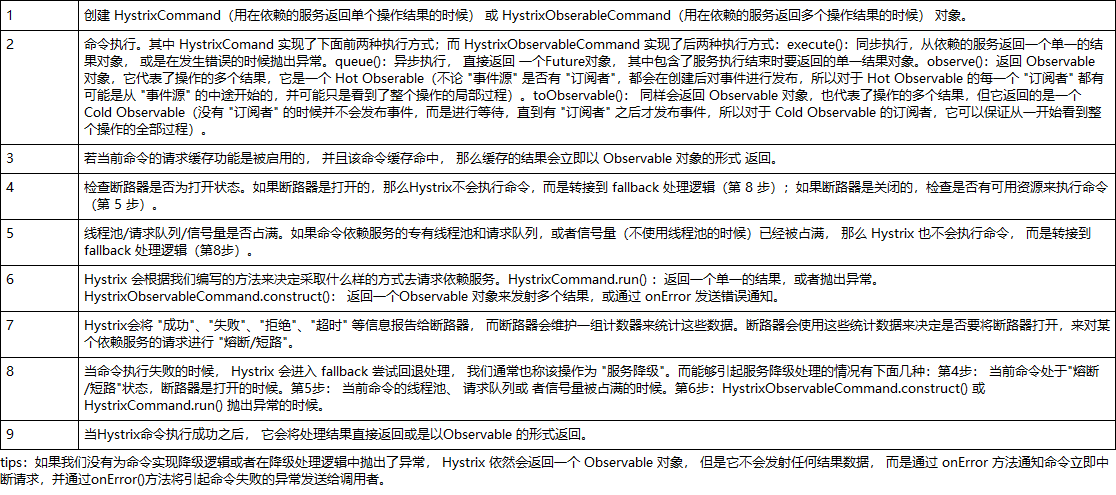 1
创建 HystrixCommand（用在依赖的服务返回单个操作结果的时候） 或 HystrixObserableCommand（用在依赖的服务返回多个操作结果的时候） 对象。
2
命令执行。其中 HystrixComand 实现了下面前两种执行方式；而 HystrixObservableCommand 实现了后两种执行方式：execute()：同步执行，从依赖的服务返回一个单一的结
果对象， 或是在发生错误的时候抛出异常。queue()：异步执行， 直接返回 一个Future对象， 其中包含了服务执行结束时要返回的单一结果对象。observe()：返回 Observable
对象，它代表了操作的多个结果，它是一个 Hot Obserable（不论 "事件源" 是否有 "订阅者"，都会在创建后对事件进行发布，所以对于 Hot Observable 的每一个 "订阅者" 都有
可能是从 "事件源" 的中途开始的，并可能只是看到了整个操作的局部过程）。toObservable()： 同样会返回 Observable 对象，也代表了操作的多个结果，但它返回的是一个
Cold Observable（没有 "订阅者" 的时候并不会发布事件，而是进行等待，直到有 "订阅者" 之后才发布事件，所以对于 Cold Observable 的订阅者，它可以保证从一开始看到整
个操作的全部过程）。
3
若当前命令的请求缓存功能是被启用的， 并且该命令缓存命中， 那么缓存的结果会立即以 Observable 对象的形式 返回。
4
检查断路器是否为打开状态。如果断路器是打开的，那么Hystrix不会执行命令，而是转接到 fallback 处理逻辑（第 8 步）；如果断路器是关闭的，检查是否有可用资源来执行命令
（第 5 步）。
5
线程池/请求队列/信号量是否占满。如果命令依赖服务的专有线程池和请求队列，或者信号量（不使用线程池的时候）已经被占满， 那么 Hystrix 也不会执行命令， 而是转接到
fallback 处理逻辑（第8步）。
6
Hystrix 会根据我们编写的方法来决定采取什么样的方式去请求依赖服务。HystrixCommand.run() ：返回一个单一的结果，或者抛出异常。
HystrixObservableCommand.construct()： 返回一个Observable 对象来发射多个结果，或通过 onError 发送错误通知。
7
Hystrix会将 "成功"、"失败"、"拒绝"、"超时" 等信息报告给断路器， 而断路器会维护一组计数器来统计这些数据。断路器会使用这些统计数据来决定是否要将断路器打开，来对某
个依赖服务的请求进行 "熔断/短路"。
8
当命令执行失败的时候， Hystrix 会进入 fallback 尝试回退处理， 我们通常也称该操作为 "服务降级"。而能够引起服务降级处理的情况有下面几种：第4步： 当前命令处于"熔断
/短路"状态，断路器是打开的时候。第5步： 当前命令的线程池、 请求队列或 者信号量被占满的时候。第6步：HystrixObservableCommand.construct() 或
HystrixCommand.run() 抛出异常的时候。
9
当Hystrix命令执行成功之后， 它会将处理结果直接返回或是以Observable 的形式返回。
tips：如果我们没有为命令实现降级逻辑或者在降级处理逻辑中抛出了异常， Hystrix 依然会返回一个 Observable 对象， 但是它不会发射任何结果数据， 而是通过 onError 方法通知命令立即中
断请求，并通过onError()方法将引起命令失败的异常发送给调用者。